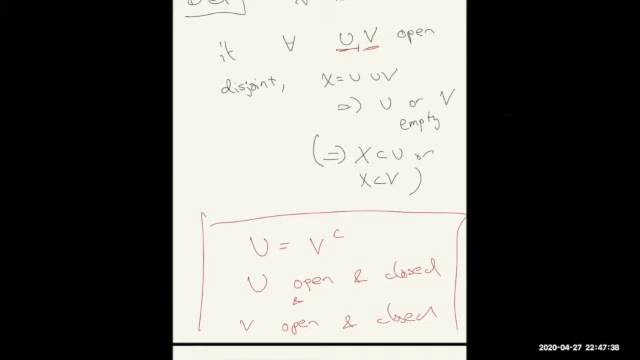 if ∀ U, V open
disjoint, X = U ∪ V
⇒ U or V
empty
(⇒ X ⊂ U or
X ⊂ V)
U = V^c
U open & closed
&
V open & closed
2020-04-27 22:47:38